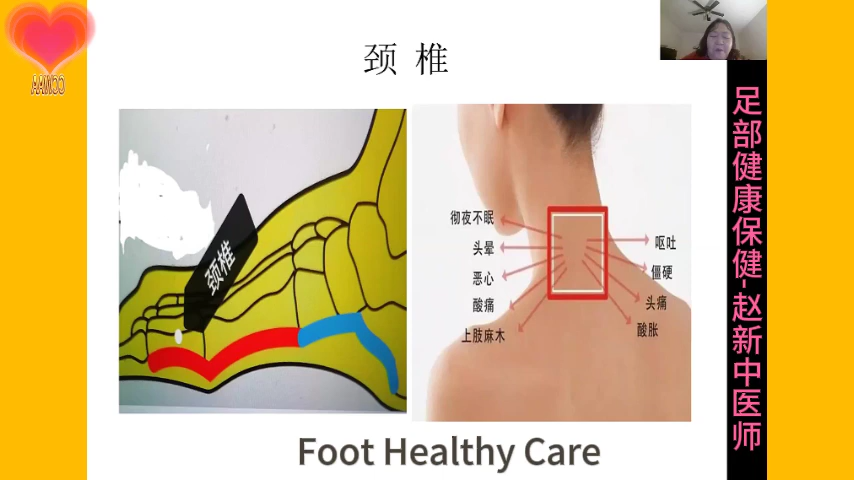 颈 椎
AAIMCO
颈椎
彻夜不眠
头晕
恶心
酸痛
上肢麻木
呕吐
僵硬
头痛
酸胀
Foot Healthy Care
足部健康保健-赵新中医师